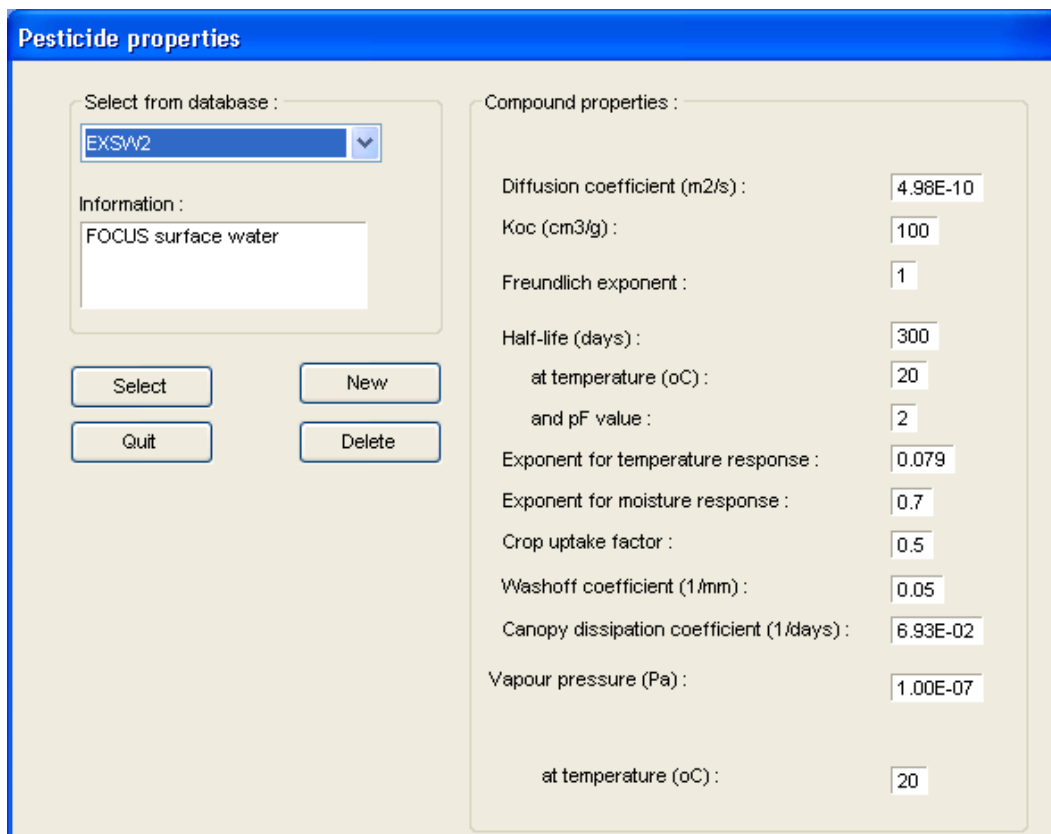 Pesticide properties
Select from database :
EXSW2
Information :
FOCUS surface water
Select
New
Quit
Delete
Compound properties :
Diffusion coefficient (m2/s) : 4.98E-10
Koc (cm3/g) : 100
Freundlich exponent : 1
Half-life (days) : 300
at temperature (oC) : 20
and pF value : 2
Exponent for temperature response : 0.079
Exponent for moisture response : 0.7
Crop uptake factor : 0.5
Washoff coefficient (1/mm) : 0.05
Canopy dissipation coefficient (1/days) : 6.93E-02
Vapour pressure (Pa) : 1.00E-07
at temperature (oC) : 20